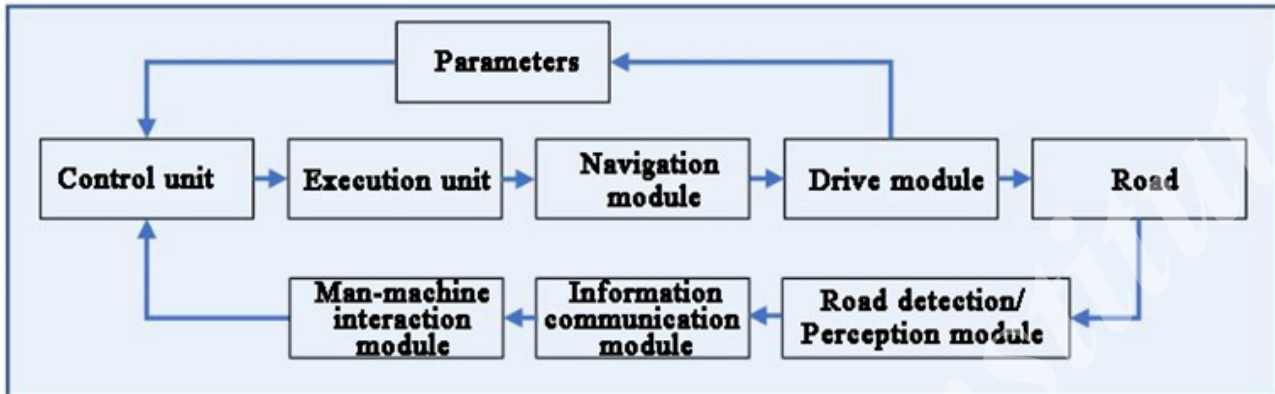 Parameters
Control unit
Execution unit
Navigation
module
Drive module
Road
Man-machine
interaction
module
Information
communication
module
Road detection/
Perception module